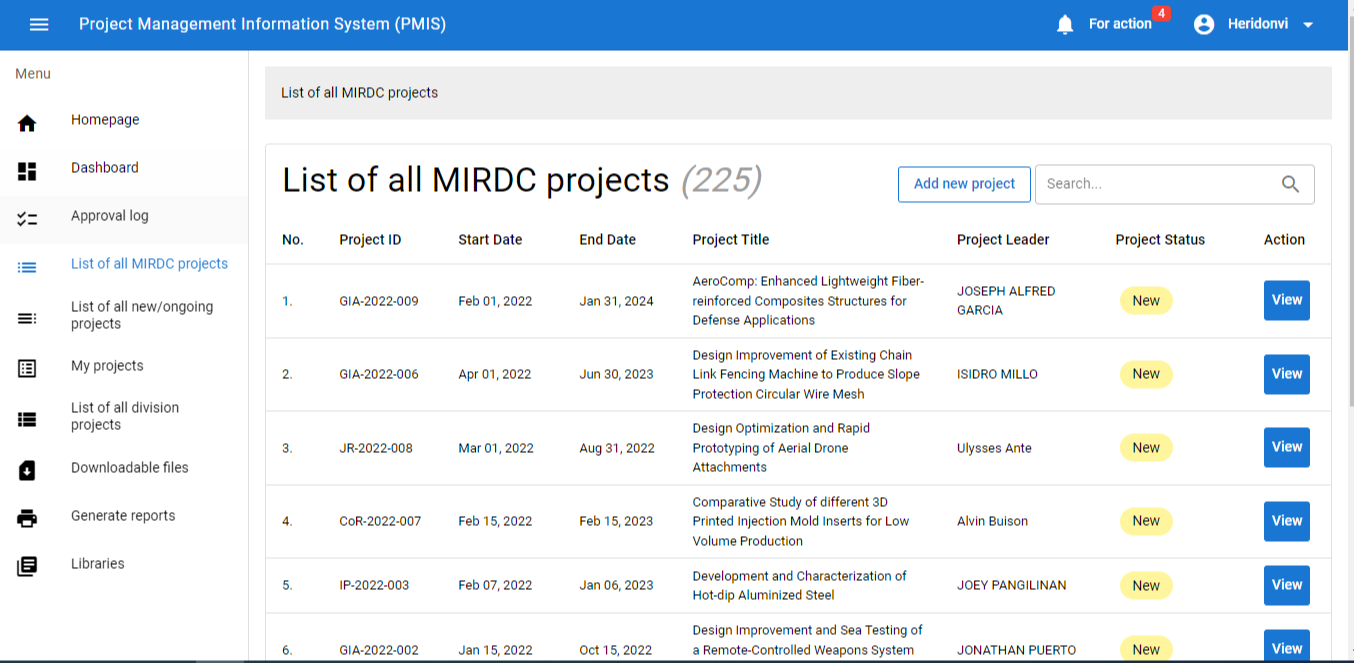 Project Management Information System (PMIS)
For action
4
Heridonvi
Menu
Homepage
Dashboard
Approval log
List of all MIRDC projects
List of all new/ongoing
projects
My projects
List of all division
projects
Downloadable files
Generate reports
Libraries
List of all MIRDC projects
List of all MIRDC projects (225)
Add new project
Search...
No. Project ID Start Date End Date Project Title Project Leader Project Status Action
1. GIA-2022-009 Feb 01, 2022 Jan 31, 2024
AeroComp: Enhanced Lightweight Fiber-
reinforced Composites Structures for
Defense Applications
JOSEPH ALFRED
GARCIA
New
View
2. GIA-2022-006 Apr 01, 2022 Jun 30, 2023
Design Improvement of Existing Chain
Link Fencing Machine to Produce Slope
Protection Circular Wire Mesh
ISIDRO MILLO
New
View
3. JR-2022-008 Mar 01, 2022 Aug 31, 2022
Design Optimization and Rapid
Prototyping of Aerial Drone
Attachments
Ulysses Ante
New
View
4. CoR-2022-007 Feb 15, 2022 Feb 15, 2023
Comparative Study of different 3D
Printed Injection Mold Inserts for Low
Volume Production
Alvin Buison
New
View
5. IP-2022-003 Feb 07, 2022 Jan 06, 2023
Development and Characterization of
Hot-dip Aluminized Steel
JOEY PANGILINAN
New
View
6. GIA-2022-002 Jan 15, 2022 Oct 15, 2022
Design Improvement and Sea Testing of
a Remote-Controlled Weapons System
JONATHAN PUERTO
New
View